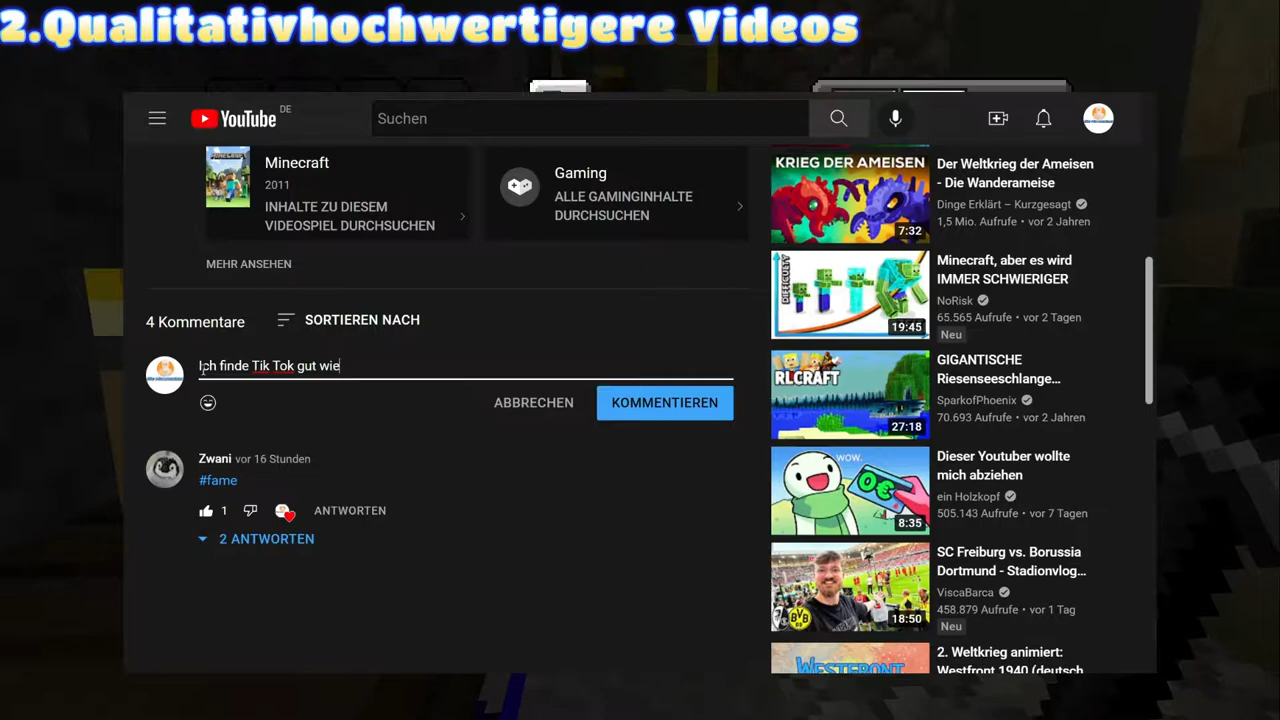 2.Qualitativhochwertigere Videos
YouTube DE
Suchen
Minecraft
2011
INHALTE ZU DIESEM
VIDEOSPIEL DURCHSUCHEN
Gaming
ALLE GAMINGINHALTE
DURCHSUCHEN
MEHR ANSEHEN
4 Kommentare
SORTIEREN NACH
Ich finde Tik Tok gut wie
ABBRECHEN
KOMMENTIEREN
Zwani vor 16 Stunden
#fame
1
ANTWORTEN
2 ANTWORTEN
KRIEG DER AMEISEN
7:32
Der Weltkrieg der Ameisen
- Die Wanderameise
Dinge Erklärt – Kurzgesagt
1,5 Mio. Aufrufe • vor 2 Jahren
DIFFICULTY
19:45
Minecraft, aber es wird
IMMER SCHWIERIGER
NoRisk
65.565 Aufrufe • vor 2 Tagen
Neu
RLCRAFT
27:18
GIGANTISCHE
Riesenseeschlange...
SparkofPhoenix
70.693 Aufrufe • vor 2 Jahren
WOW.
0€
8:35
Dieser Youtuber wollte
mich abziehen
ein Holzkopf
505.143 Aufrufe • vor 7 Tagen
BVB
09
18:50
SC Freiburg vs. Borussia
Dortmund - Stadionvlog...
ViscaBarca
458.879 Aufrufe • vor 1 Tag
Neu
WESTFRONT
2. Weltkrieg animiert:
Westfront 1940 (deutsch